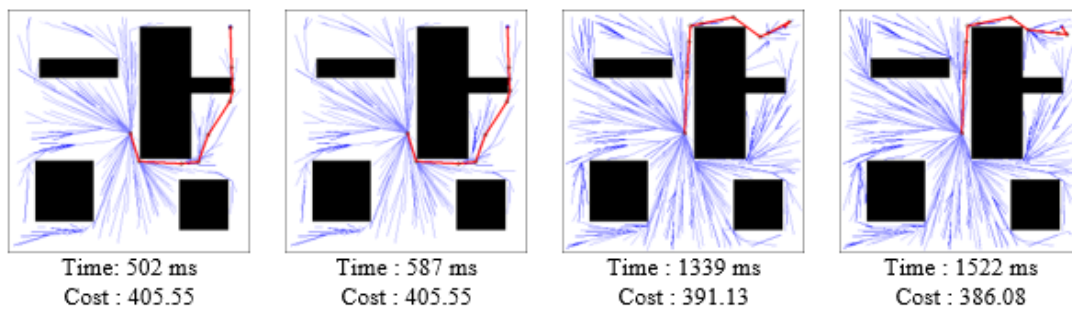 Time: 502 ms
Cost : 405.55
Time : 587 ms
Cost : 405.55
Time : 1339 ms
Cost : 391.13
Time : 1522 ms
Cost : 386.08